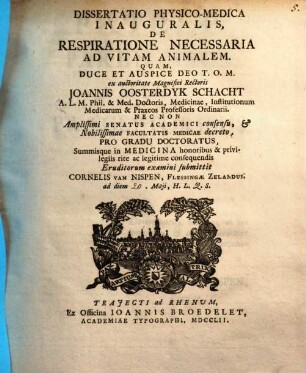 DISSERTATIO PHYSICO-MEDICA
INAUGURALIS,
DE
RESPIRATIONE NECESSARIA
AD VITAM ANIMALEM.
QUAM,
DUCE ET AUSPICE DEO T. O. M.
ex auctoritate Magnifici Rectoris
JOANNIS OOSTERDYK SCHACHT
A. L. M. Phil. & Med. Doctoris, Medicinae, Institutionum
Medicarum & Praxeos Professoris Ordinarii.
NEC NON
Amplissimi SENATUS ACADEMICI consensu, &
Nobilissimae FACULTATIS MEDICAE decreto,
PRO GRADU DOCTORATUS,
Summisque in MEDICINA honoribus & privi-
legiis rite ac legitime consequendis
Eruditorum examini submittit
CORNELIS VAN NISPEN, FLESSINGÂ ZELANDUS.
ad diem 20. Maji, H. L. Q. S.
TRAJECTI ad RHENUM,
Ex Officina IOANNIS BROEDELET,
ACADEMIAE TYPOGRAPHI, MDCCLII.